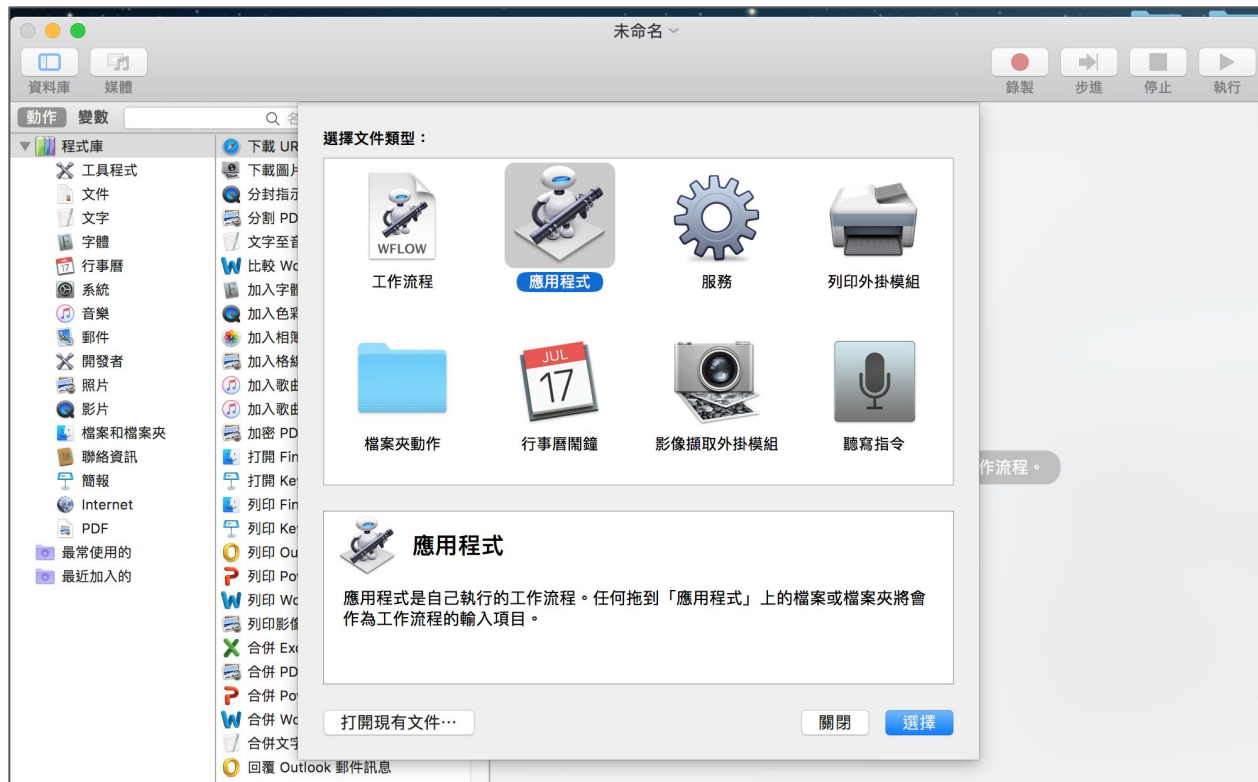 未命名
資料庫
媒體
錄製
步進
停止
執行
動作 變數
名
程式庫
工具程式
文件
文字
字體
行事曆
17
系統
音樂
郵件
開發者
照片
影片
檔案和檔案夾
聯絡資訊
簡報
Internet
PDF
最常使用的
最近加入的
下載 UR
下載圖片
分封指示
分割 PD
文字至音
比較 Wo
加入字體
加入色彩
加入相簿
加入格線
加入歌曲
加入歌曲
加密 PD
打開 Fin
打開 Key
列印 Fin
列印 Key
列印 Ou
列印 Pow
列印 Wo
列印影像
合併 Exc
合併 PD
合併 Pow
合併 Wo
合併文字
回覆 Outlook 郵件訊息
選擇文件類型：
WFLOW
工作流程
應用程式
服務
列印外掛模組
檔案夾動作
JUL
17
行事曆鬧鐘
影像擷取外掛模組
聽寫指令
作流程。
應用程式
應用程式是自己執行的工作流程。任何拖到「應用程式」上的檔案或檔案夾將會
作為工作流程的輸入項目。
打開現有文件⋯
關閉
選擇